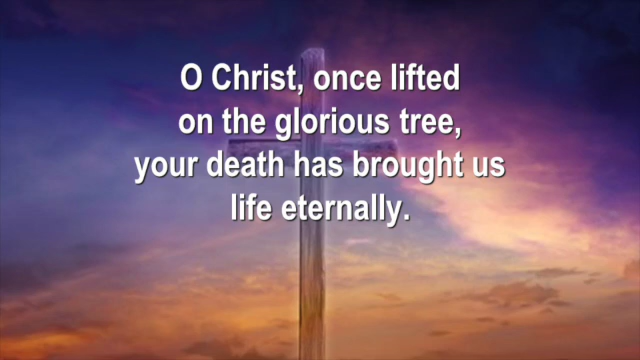 O Christ, once lifted
on the glorious tree,
your death has brought us
life eternally.